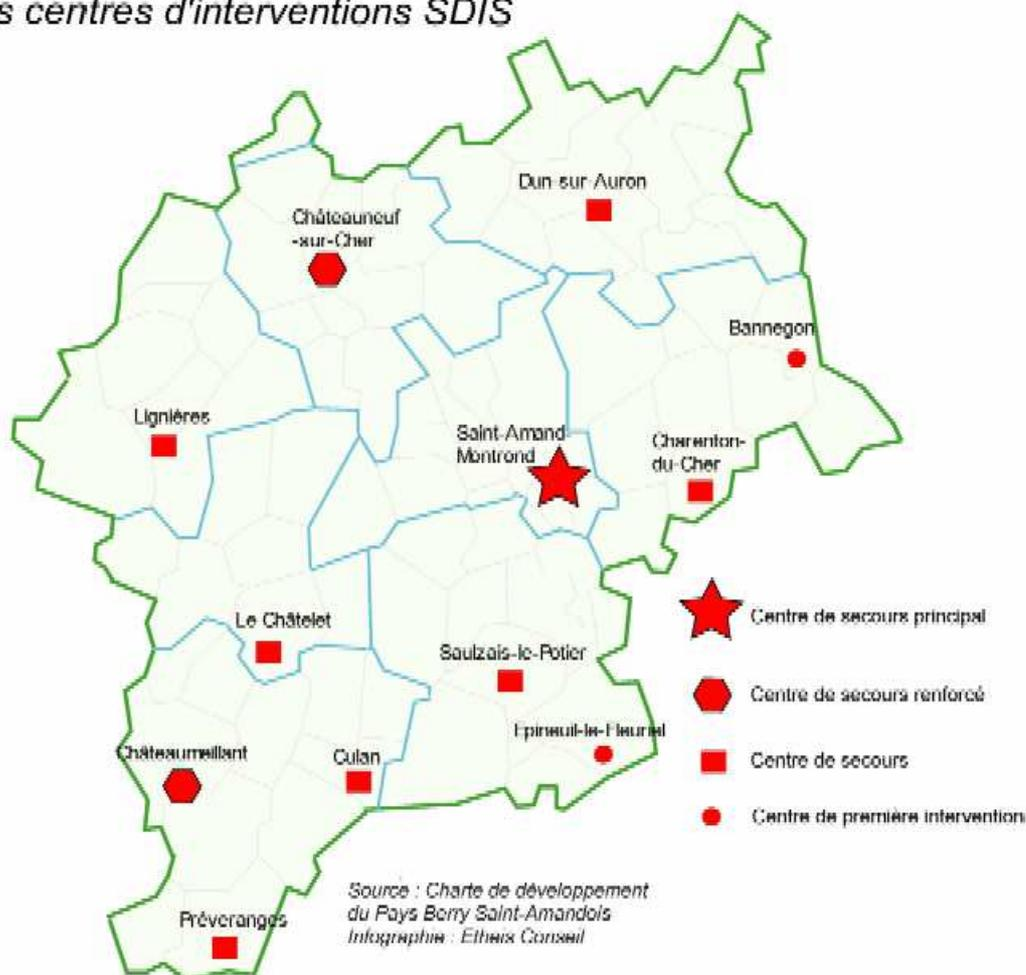 s centres d'interventions SDIS
Dun-sur-Auron
Châteauneuf
-sur-Cher
Bannegon
Lignières
Saint-Amand-
Montrond
Charenton-
du-Cher
Centre de secours principal
Le Châtelet
Saulzais-le-Potier
Centre de secours renforcé
Epineuil-le-Fleuriel
Châteaumeillant
Culan
Centre de secours
Centre de première intervention
Source : Charte de développement
du Pays Berry Saint-Amandois
Infographie : Etheis Conseil
Préveranges